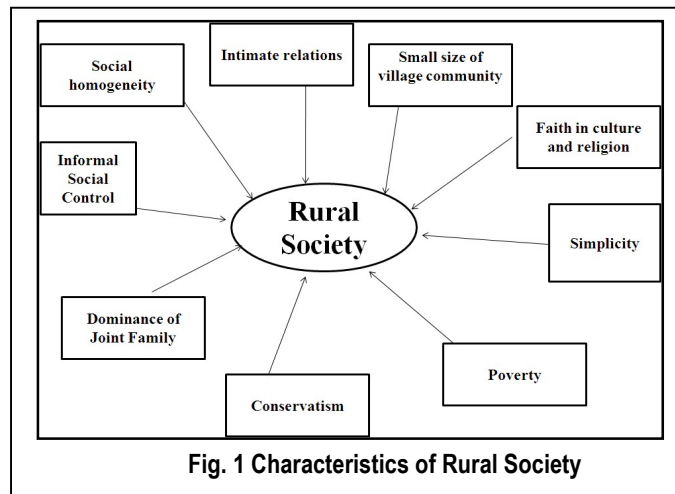 Social
homogeneity
Intimate relations
Small size of
village community
Faith in culture
and religion
Informal
Social
Control
Rural
Society
Simplicity
Dominance of
Joint Family
Conservatism
Poverty
Fig. 1 Characteristics of Rural Society